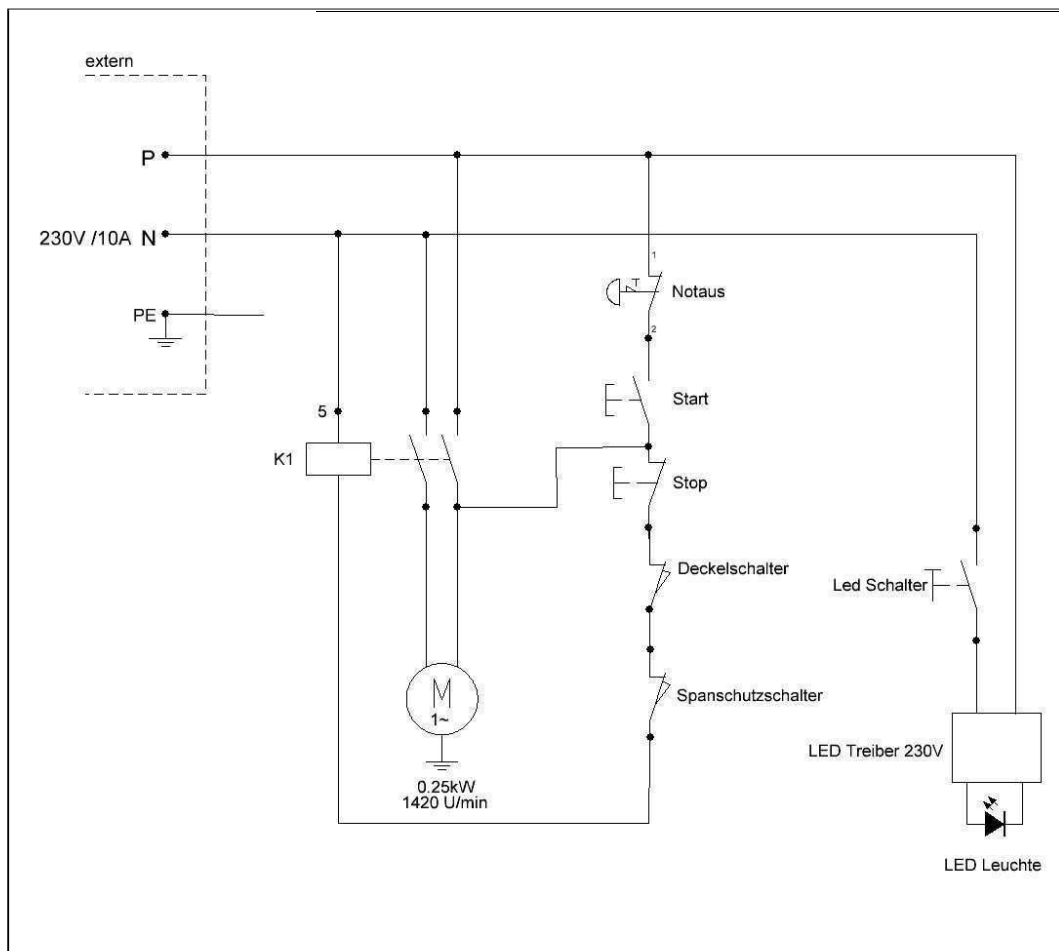 extern
P
230V /10A N
PE
1
Notaus
2
Start
5
K1
Stop
Deckelschalter
Led Schalter
Spanschutzschalter
M
1~
LED Treiber 230V
0.25kW
1420 U/min
LED Leuchte